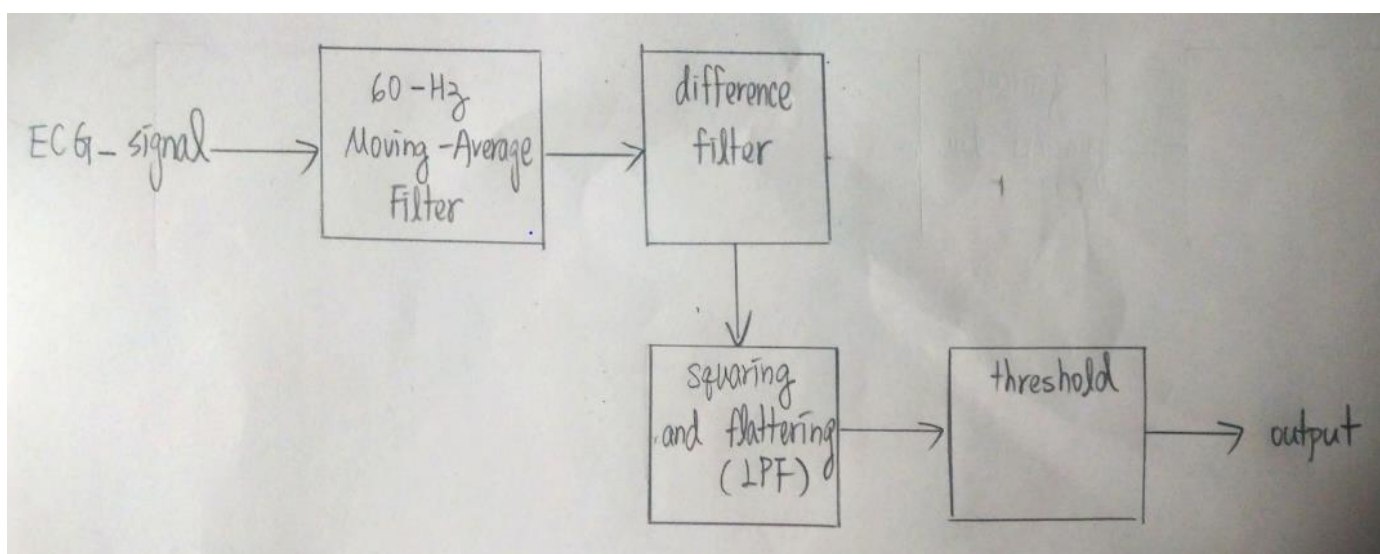 ECG_signal
60-Hz
Moving-Average
Filter
difference
filter
squaring
and flattering
(LPF)
threshold
output